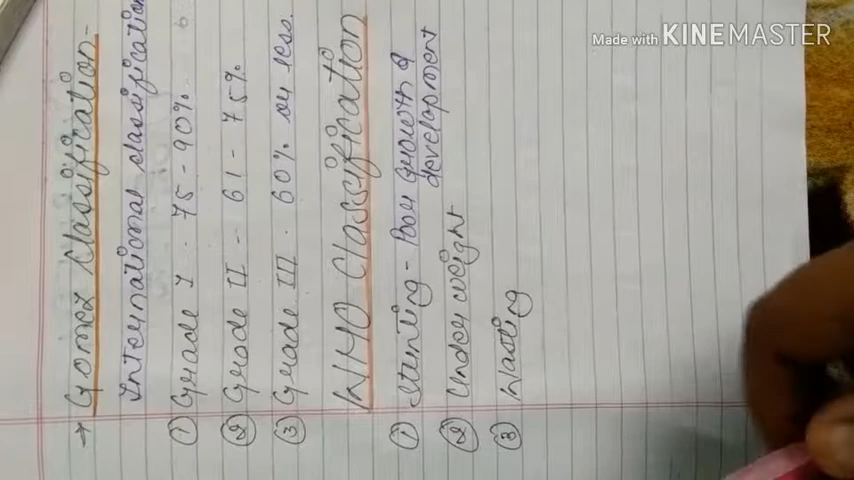 → Gomez Classification-
International classification
① Grade I - 75-90%
② Grade II - 61-75%
③ Grade III - 60% or less.
WHO Classification
① Stunting - Poor Growth &
development
② Under weight
③ Wasting
Made with KINEMASTER